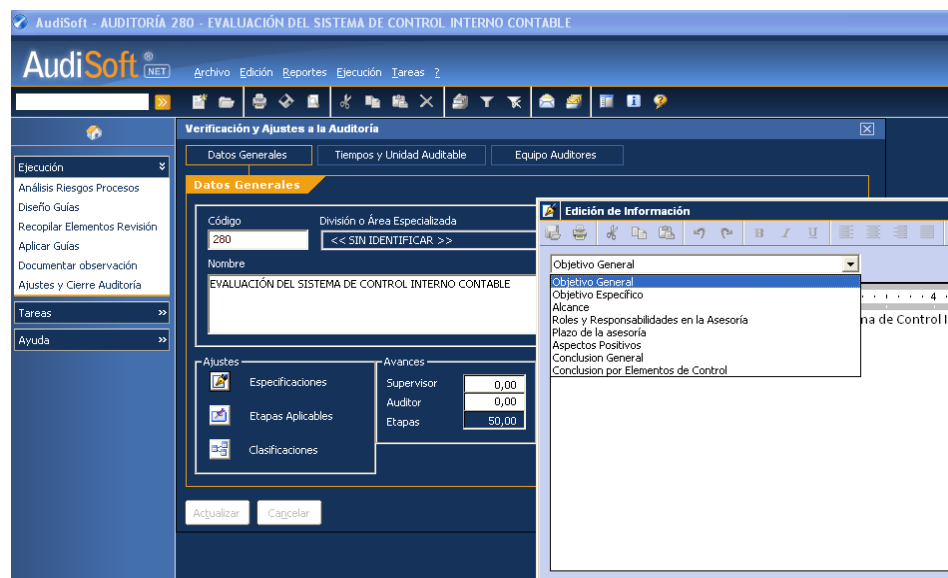 AudiSoft - AUDITORÍA 280 - EVALUACIÓN DEL SISTEMA DE CONTROL INTERNO CONTABLE
AudiSoft ® .NET
Archivo Edición Reportes Ejecución Tareas ?
Verificación y Ajustes a la Auditoría
Datos Generales Tiempos y Unidad Auditable Equipo Auditores
Ejecución
Análisis Riesgos Procesos
Diseño Guías
Recopilar Elementos Revisión
Aplicar Guías
Documentar observación
Ajustes y Cierre Auditoría
Tareas
Ayuda
Datos Generales
Código División o Área Especializada
280 << SIN IDENTIFICAR >>
Nombre
EVALUACIÓN DEL SISTEMA DE CONTROL INTERNO CONTABLE
Ajustes
Especificaciones
Etapas Aplicables
Clasificaciones
Avances
Supervisor 0,00
Auditor 0,00
Etapas 50,00
Actualizar Cancelar
Edición de Información
B I U
Objetivo General
Objetivo General
Objetivo Específico
Alcance
Roles y Responsabilidades en la Asesoría
Plazo de la asesoría
Aspectos Positivos
Conclusion General
Conclusion por Elementos de Control
4
ma de Control I